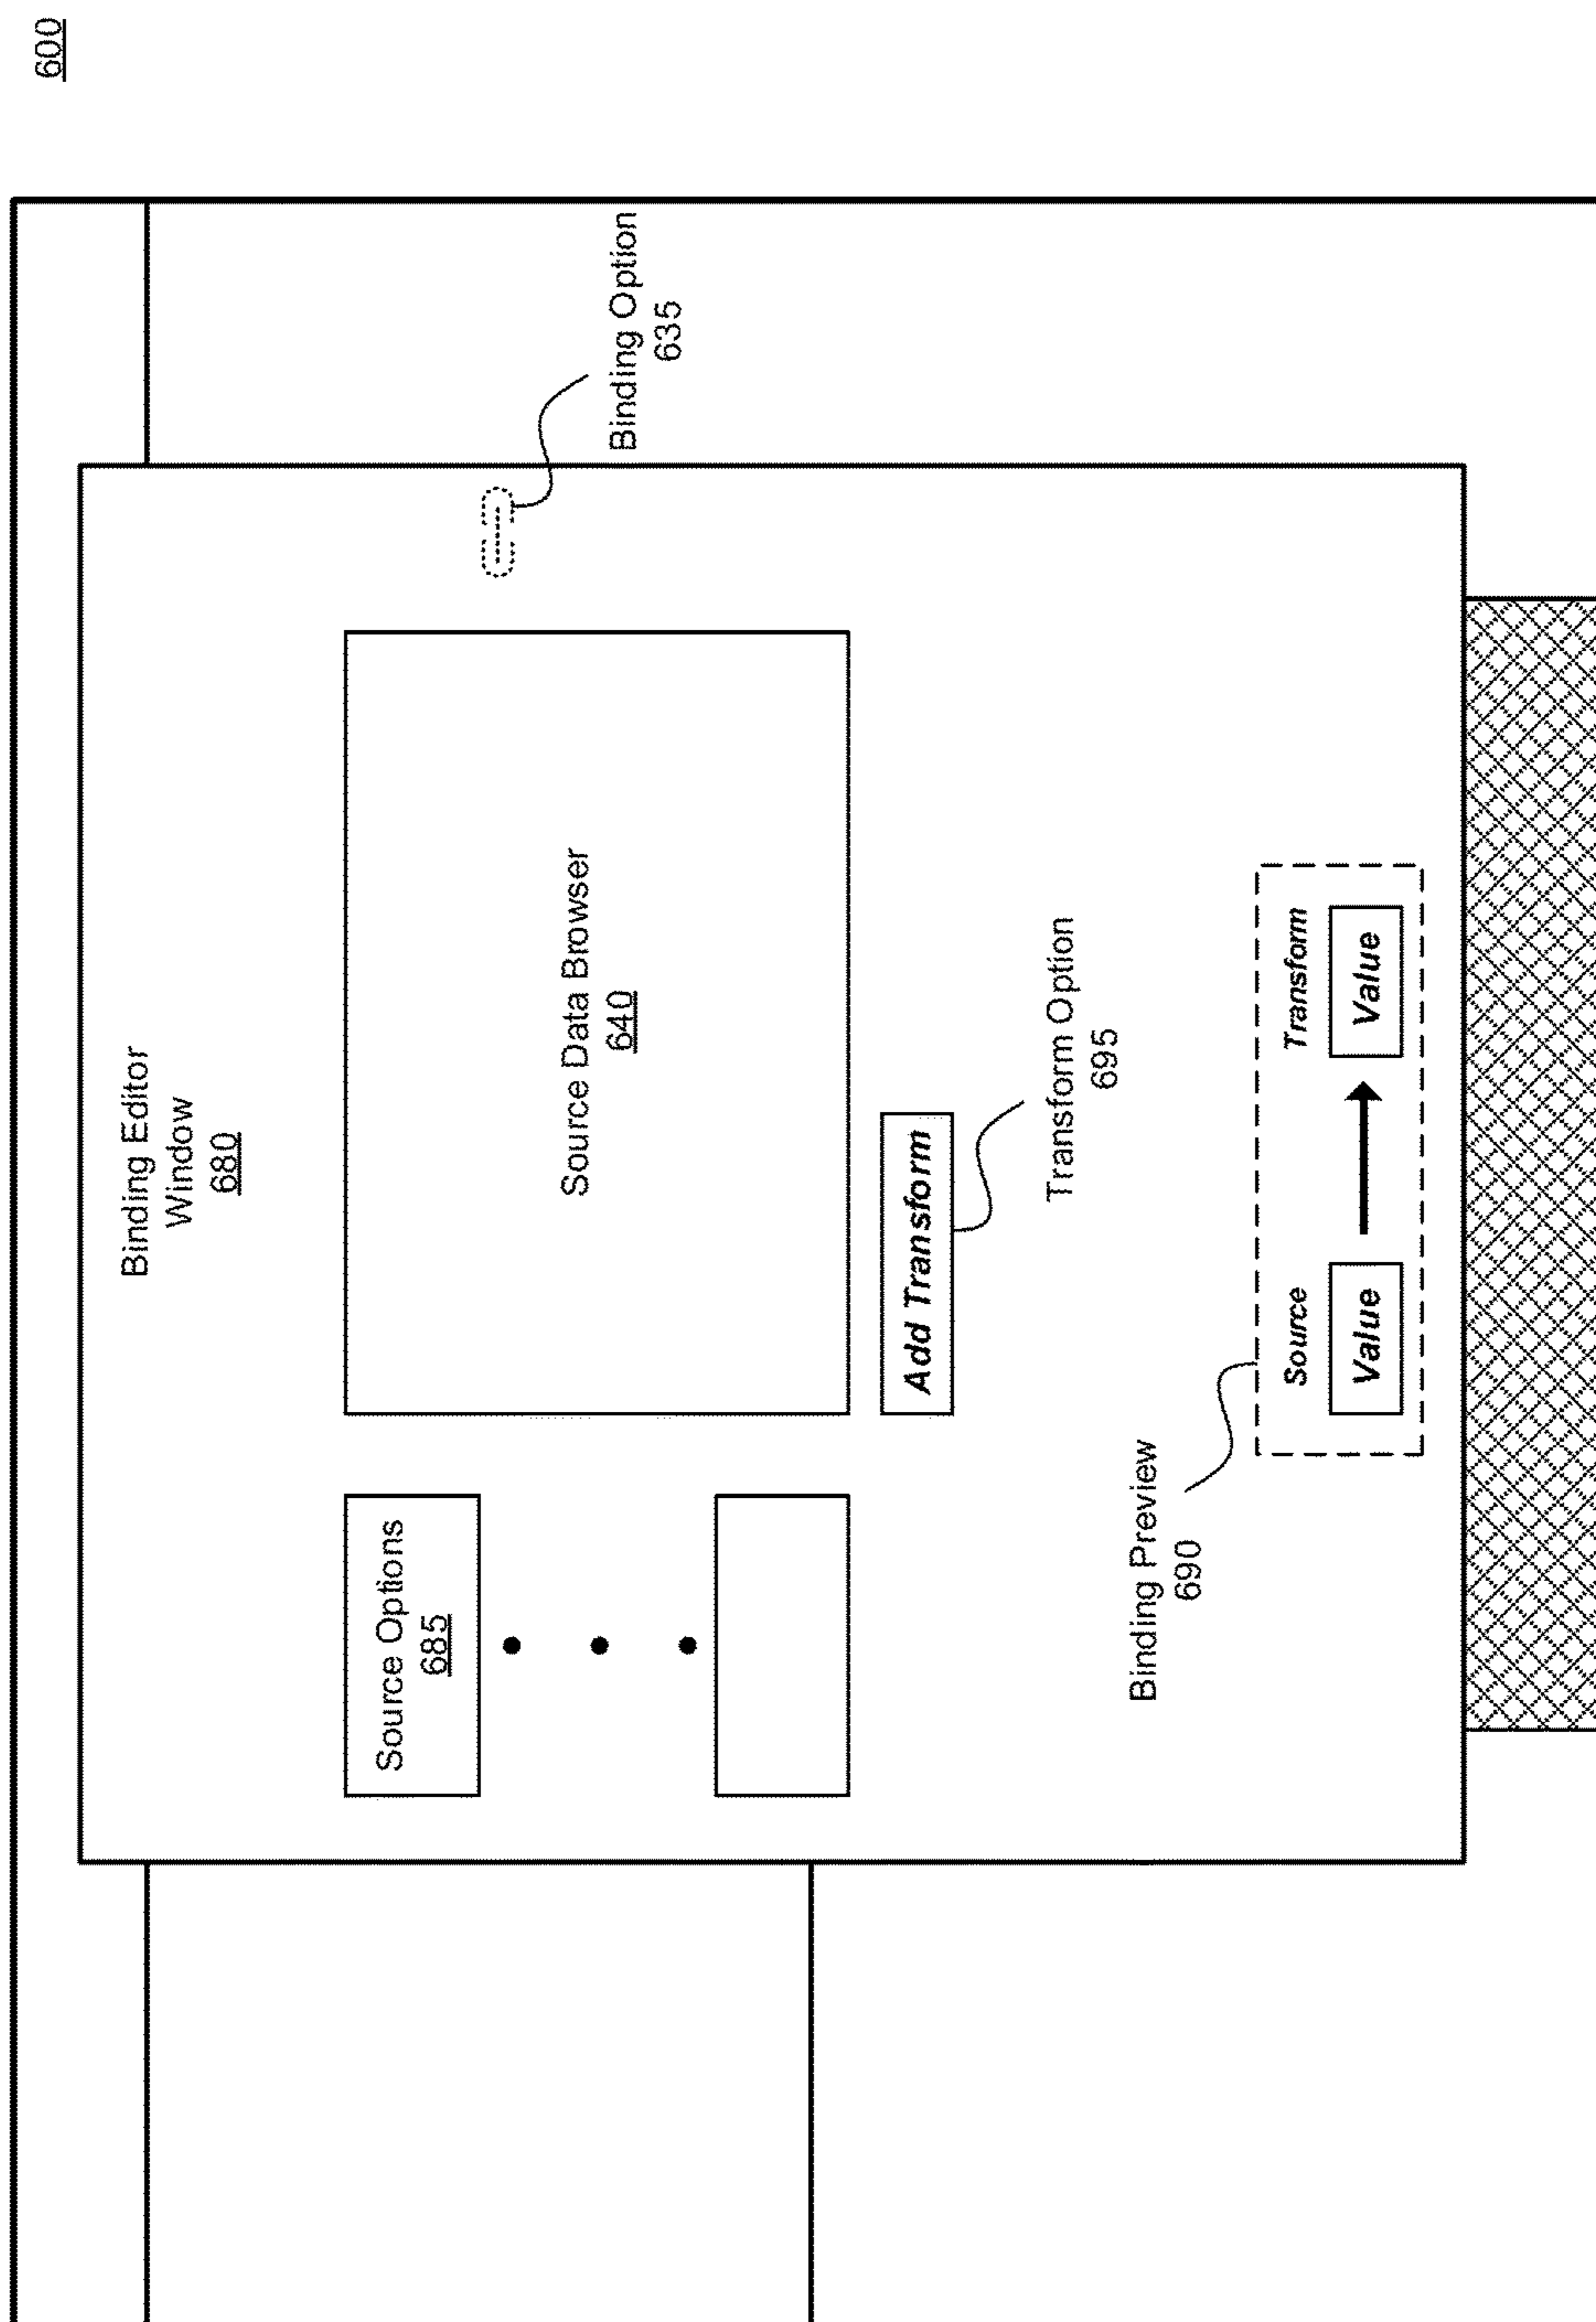 600
Binding Editor
Window
680
Source Options
685
Source Data Browser
640
Binding Option
635
Add Transform
Transform Option
695
Binding Preview
690
Source
Transform
Value
Value